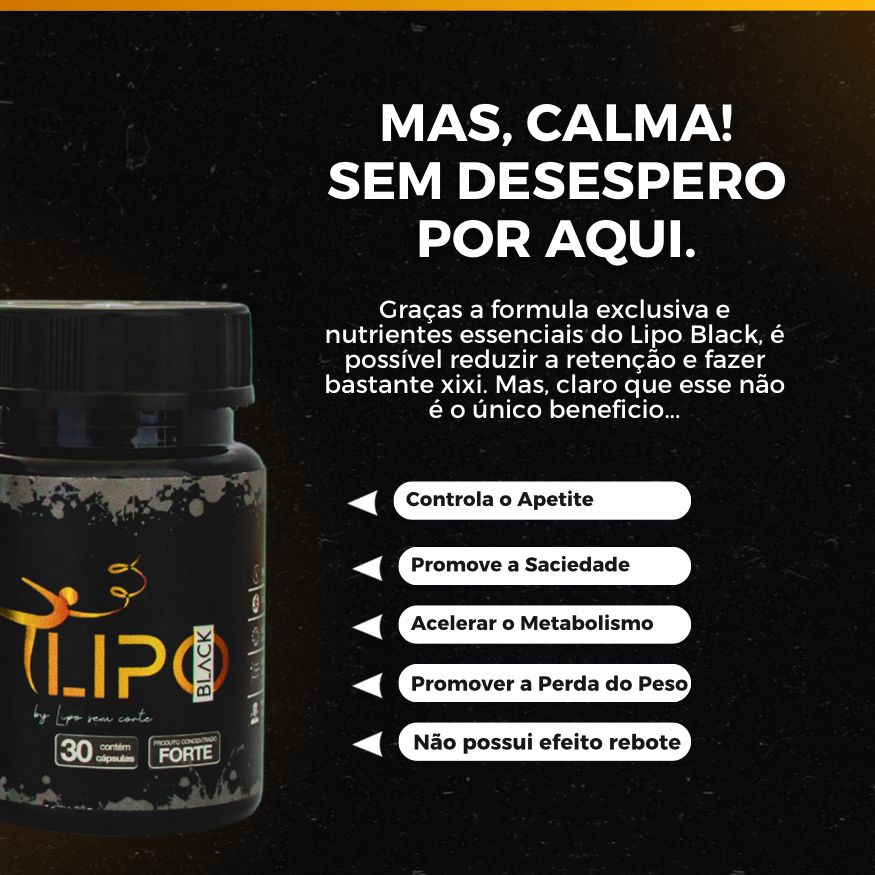 MAS, CALMA!
SEM DESESPERO
POR AQUI.
Graças a formula exclusiva e
nutrientes essenciais do Lipo Black, é
possível reduzir a retenção e fazer
bastante xixi. Mas, claro que esse não
é o único beneficio...
Controla o Apetite
Promove a Saciedade
Acelerar o Metabolismo
Promover a Perda do Peso
Não possui efeito rebote
LIPO
BLACK
by Lipo sem corte
30 contém
cápsulas
PRODUTO CONCENTRADO
FORTE